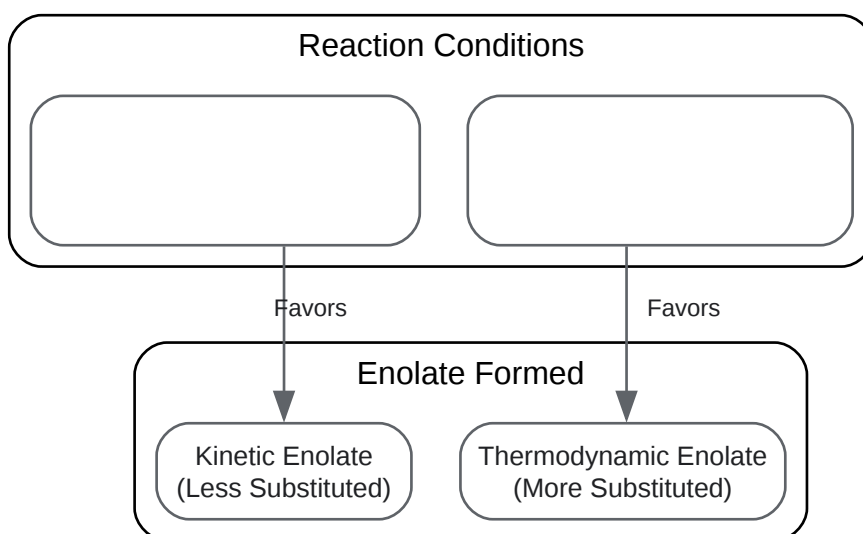 Reaction Conditions
Favors
Favors
Enolate Formed
Kinetic Enolate
(Less Substituted)
Thermodynamic Enolate
(More Substituted)